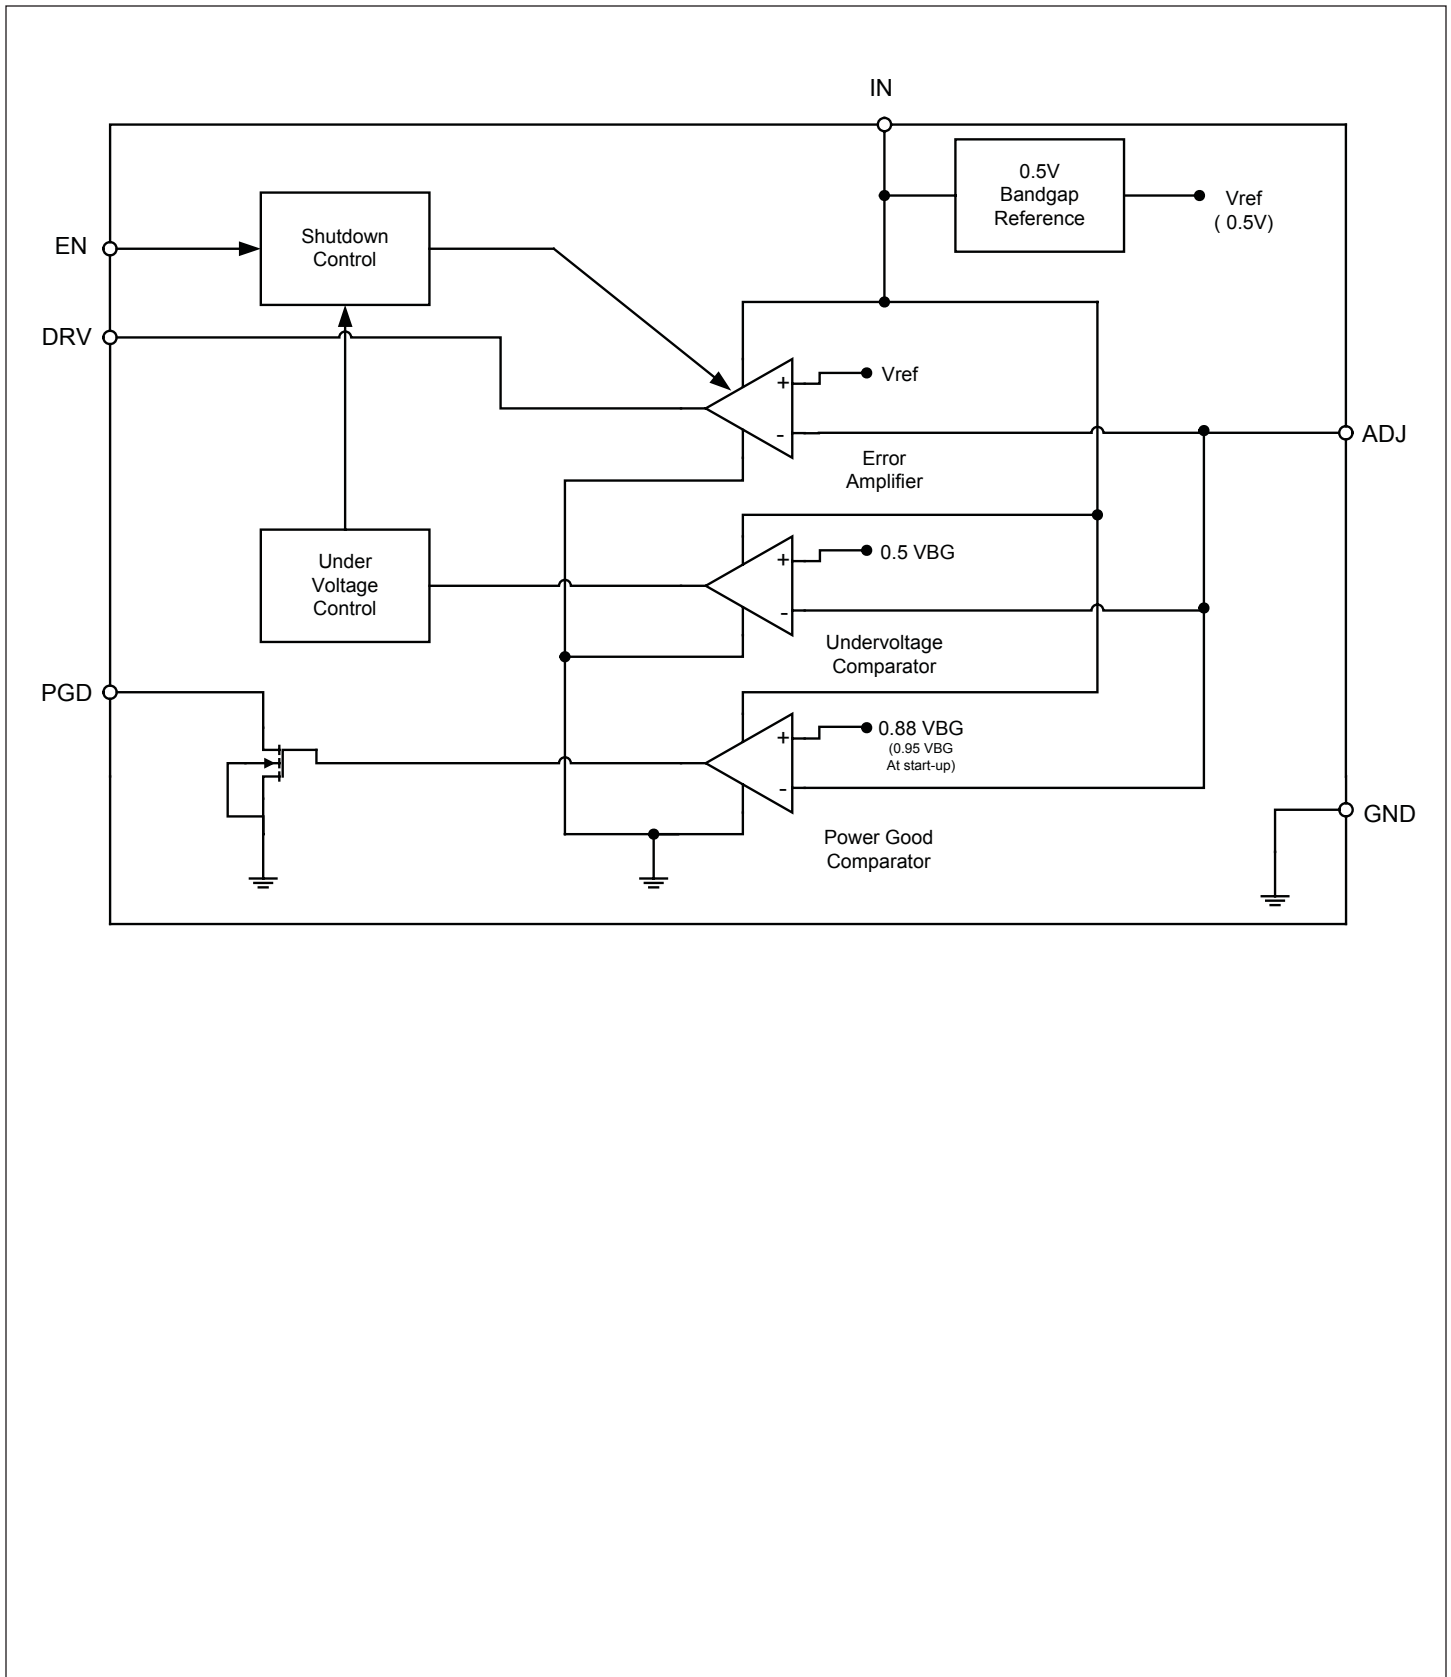 IN
0.5V
Bandgap
Reference
Vref
( 0.5V)
EN
Shutdown
Control
DRV
+
Vref
-
ADJ
Error
Amplifier
Under
Voltage
Control
+
0.5 VBG
-
Undervoltage
Comparator
PGD
+
0.88 VBG
(0.95 VBG
At start-up)
-
GND
Power Good
Comparator